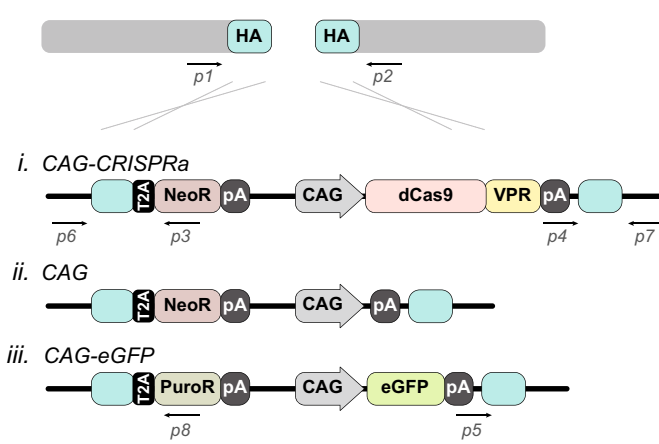 HA HA
p1 p2
i. CAG-CRISPRa
T2A NeoR pA CAG dCas9 VPR pA
p6 p3 p4 p7
ii. CAG
T2A NeoR pA CAG pA
iii. CAG-eGFP
T2A PuroR pA CAG eGFP pA
p8 p5